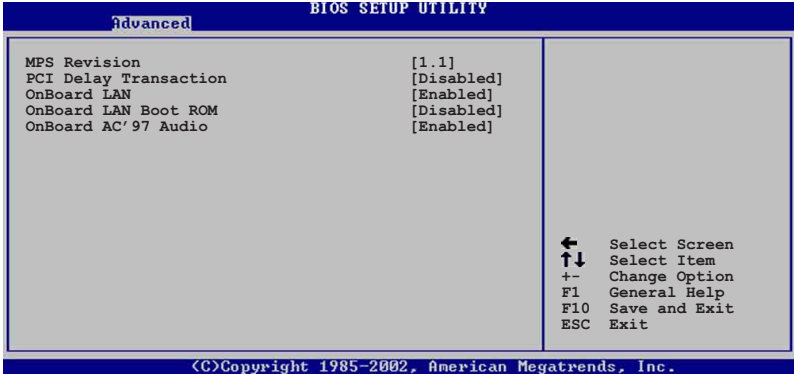 BIOS SETUP UTILITY
Advanced
MPS Revision [1.1]
PCI Delay Transaction [Disabled]
OnBoard LAN [Enabled]
OnBoard LAN Boot ROM [Disabled]
OnBoard AC'97 Audio [Enabled]
← Select Screen
↑↓ Select Item
+- Change Option
F1 General Help
F10 Save and Exit
ESC Exit
(C)Copyright 1985-2002, American Megatrends, Inc.